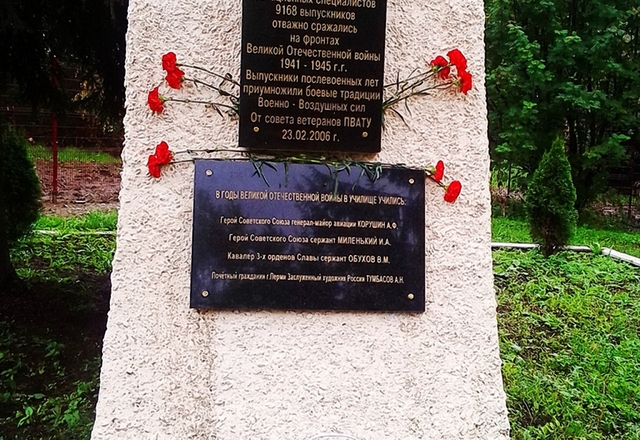 специалистов
9168 выпускников
отважно сражались
на фронтах
Великой Отечественной войны
1941 - 1945 г.г.
Выпускники послевоенных лет
приумножили боевые традиции
Военно - Воздушных сил
От совета ветеранов ПВАТУ
23.02.2006 г.
В ГОДЫ ВЕЛИКОЙ ОТЕЧЕСТВЕННОЙ ВОЙНЫ В УЧИЛИЩЕ УЧИЛИСЬ:
Герой Советского Союза генерал-майор авиации КОРУШИН А.Ф.
Герой Советского Союза сержант МИЛЕНЬКИЙ И.А.
Кавалер 3-х орденов Славы сержант ОБУХОВ В.М.
Почётный гражданин г.Перми Заслуженный художник России ТУМБАСОВ А.Н.